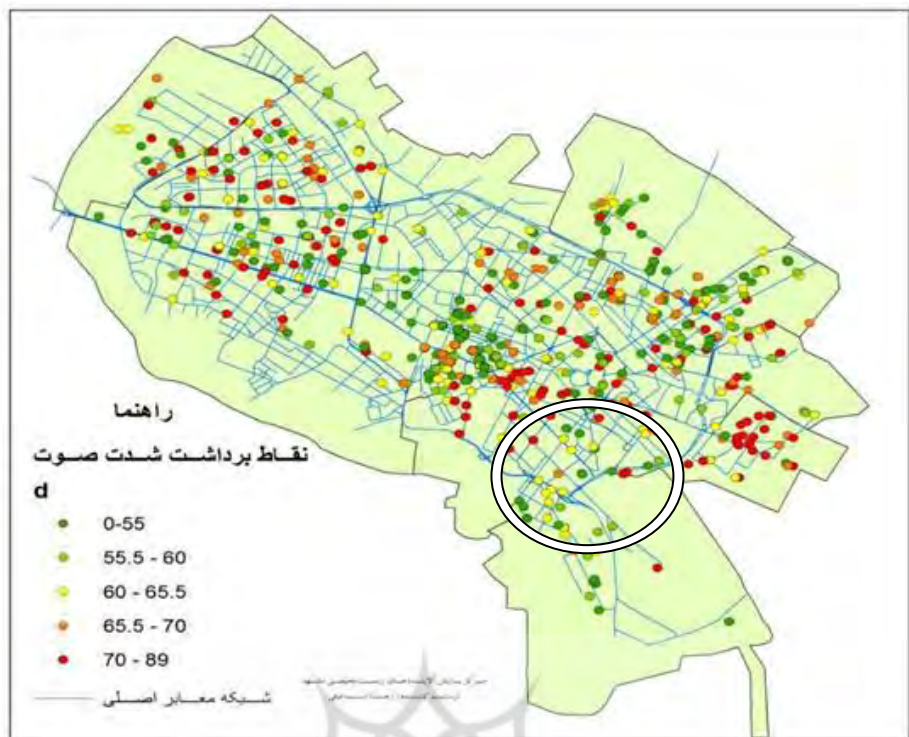 راهنما
نقاط برداشت شدت صوت
d
0-55
55.5 - 60
60 - 65.5
65.5 - 70
70 - 89
شبکه معابر اصلی